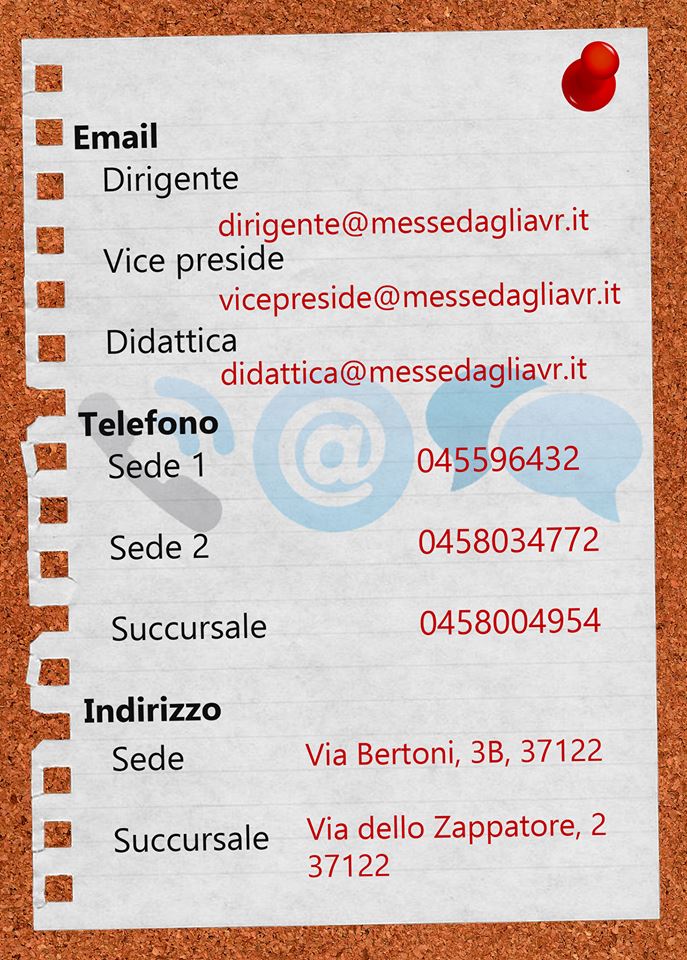 Email
Dirigente
dirigente@messedagliavr.it
Vice preside
vicepreside@messedagliavr.it
Didattica
didattica@messedagliavr.it
Telefono
Sede 1 045596432
Sede 2 0458034772
Succursale 0458004954
Indirizzo
Sede Via Bertoni, 3B, 37122
Succursale Via dello Zappatore, 2
37122